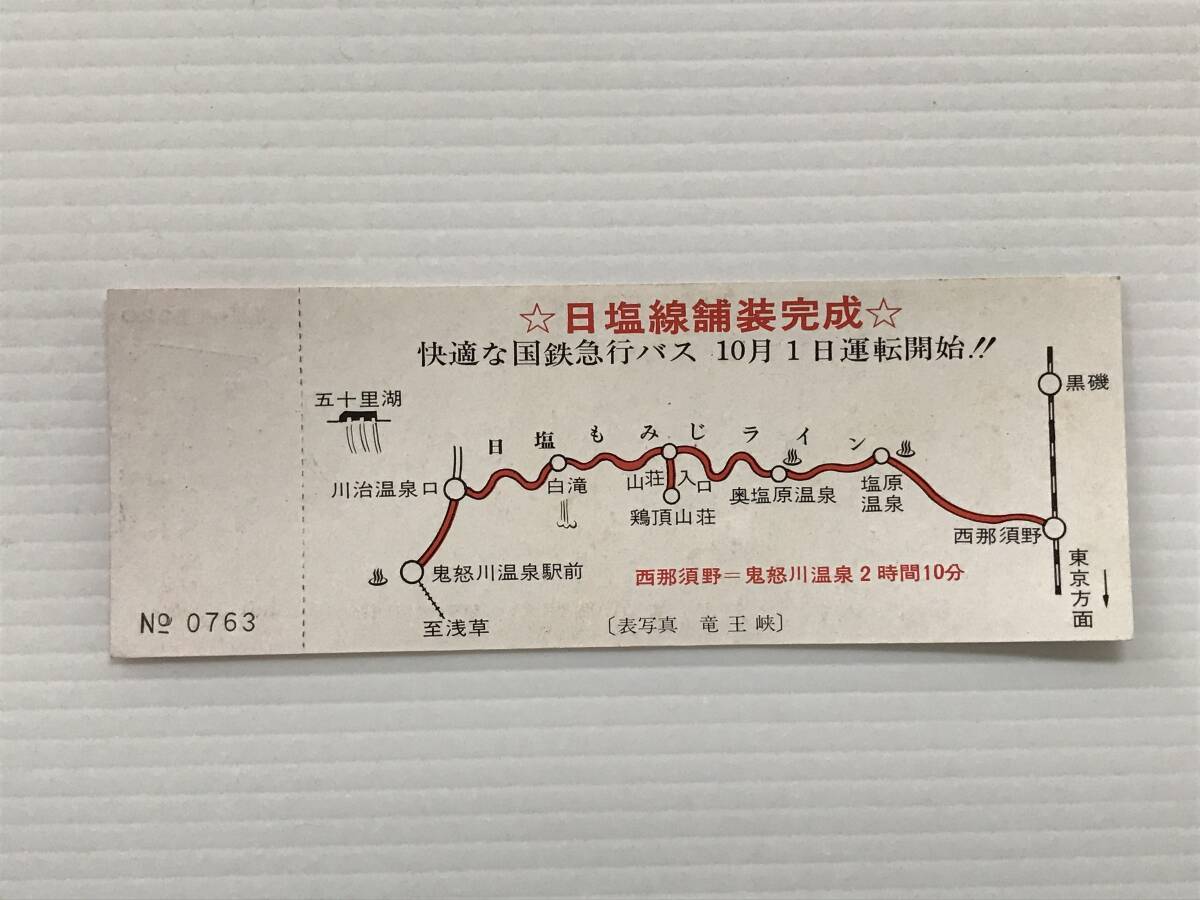 ☆日塩線舗装完成☆
快適な国鉄急行バス 10月1日運転開始!!
五十里湖
日塩もみじライン
黒磯
川治温泉口
白滝
山荘入口
鶏頂山荘
奥塩原温泉
塩原
温泉
西那須野
鬼怒川温泉駅前
西那須野＝鬼怒川温泉2時間10分
東京方面
至浅草
〔表写真 竜王峡〕
№ 0763